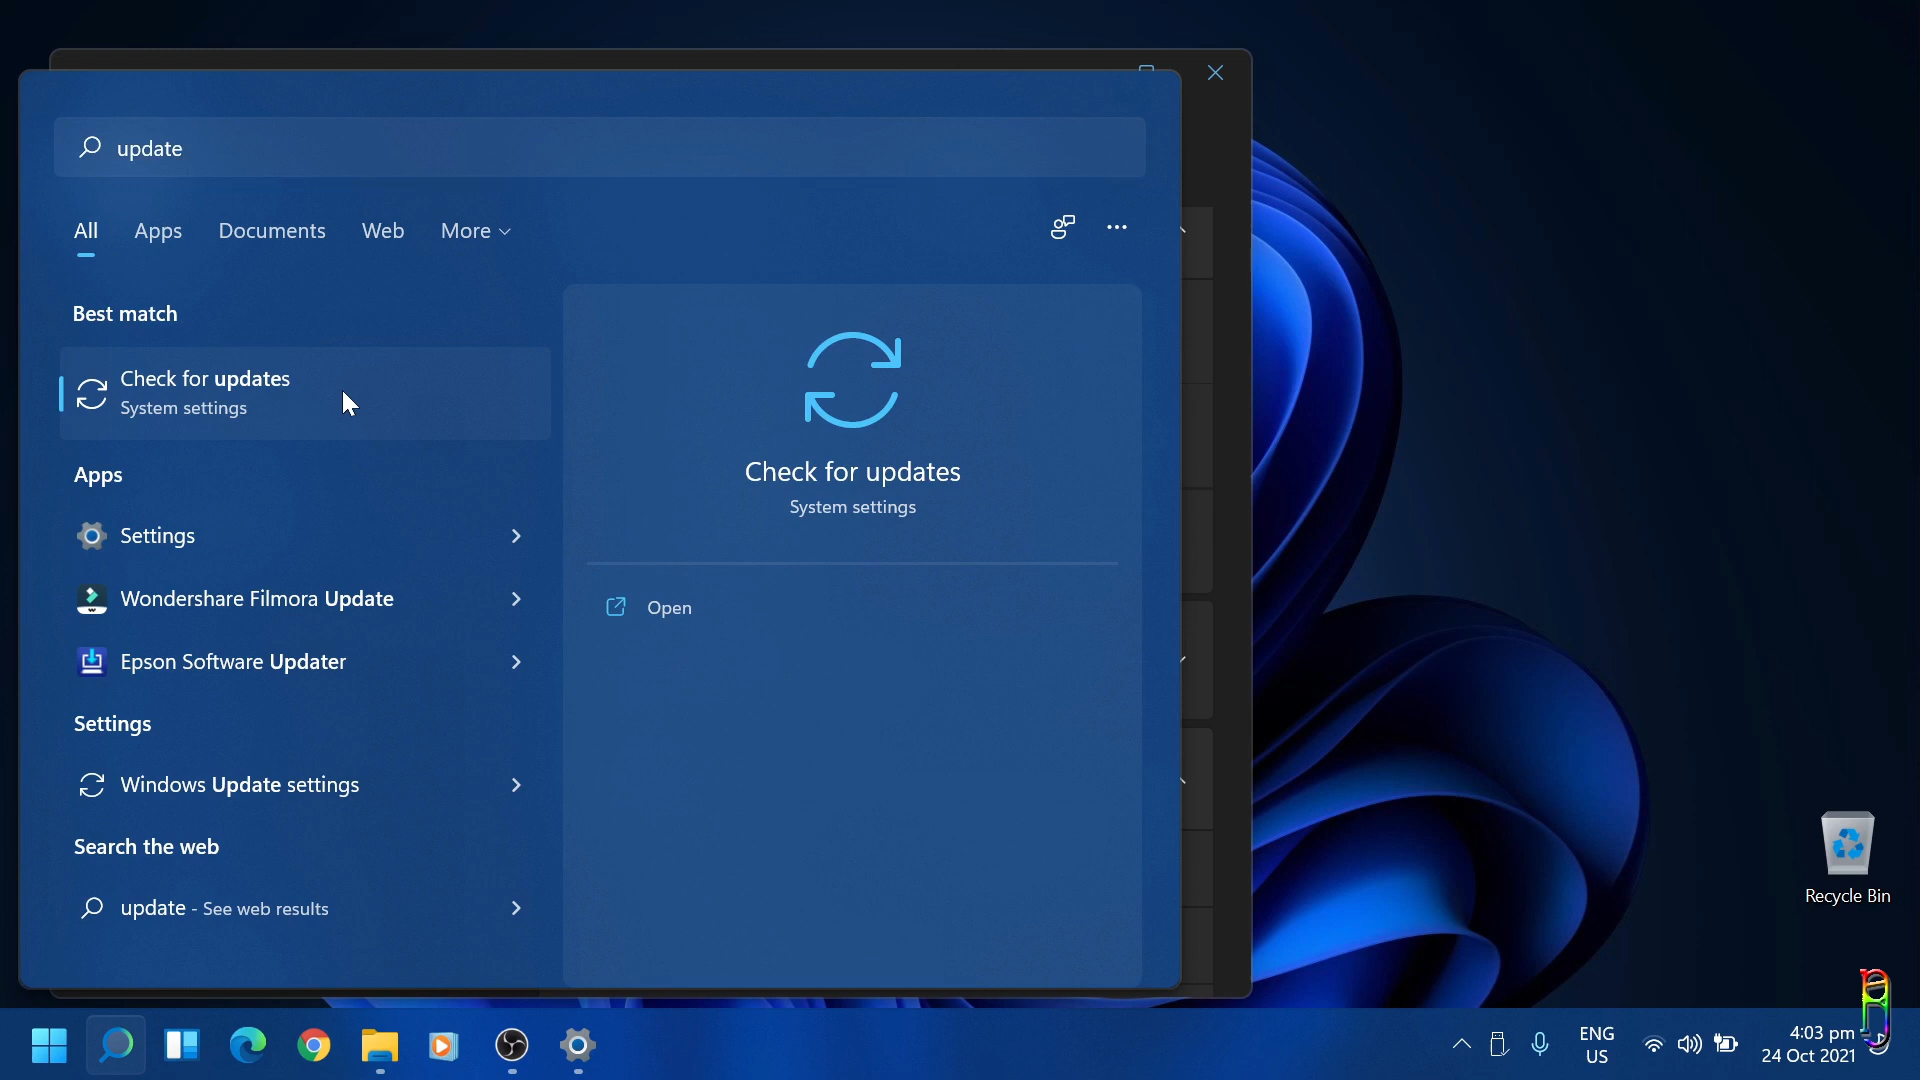 update
All Apps Documents Web More
Best match
Check for updates
System settings
Apps
Settings
Wondershare Filmora Update
Epson Software Updater
Settings
Windows Update settings
Search the web
update - See web results
Check for updates
System settings
Open
Recycle Bin
ENG
US
4:03 pm
24 Oct 2021